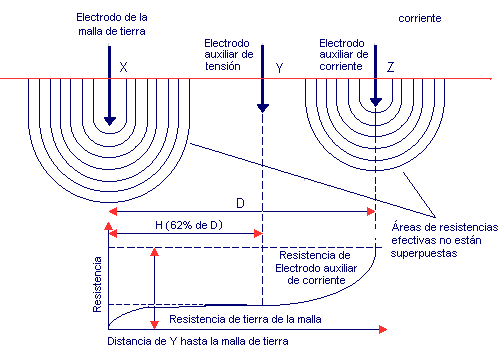 Electrodo de la
malla de tierra
Electrodo
auxiliar de
tensión
Electrodo
auxiliar de
corriente
corriente
X
Y
Z
D
H (62% de D)
Áreas de resistencias
efectivas no están
superpuestas
Resistencia de
Electrodo auxiliar
de corriente
Resistencia
Resistencia de tierra de la malla
Distancia de Y hasta la malla de tierra